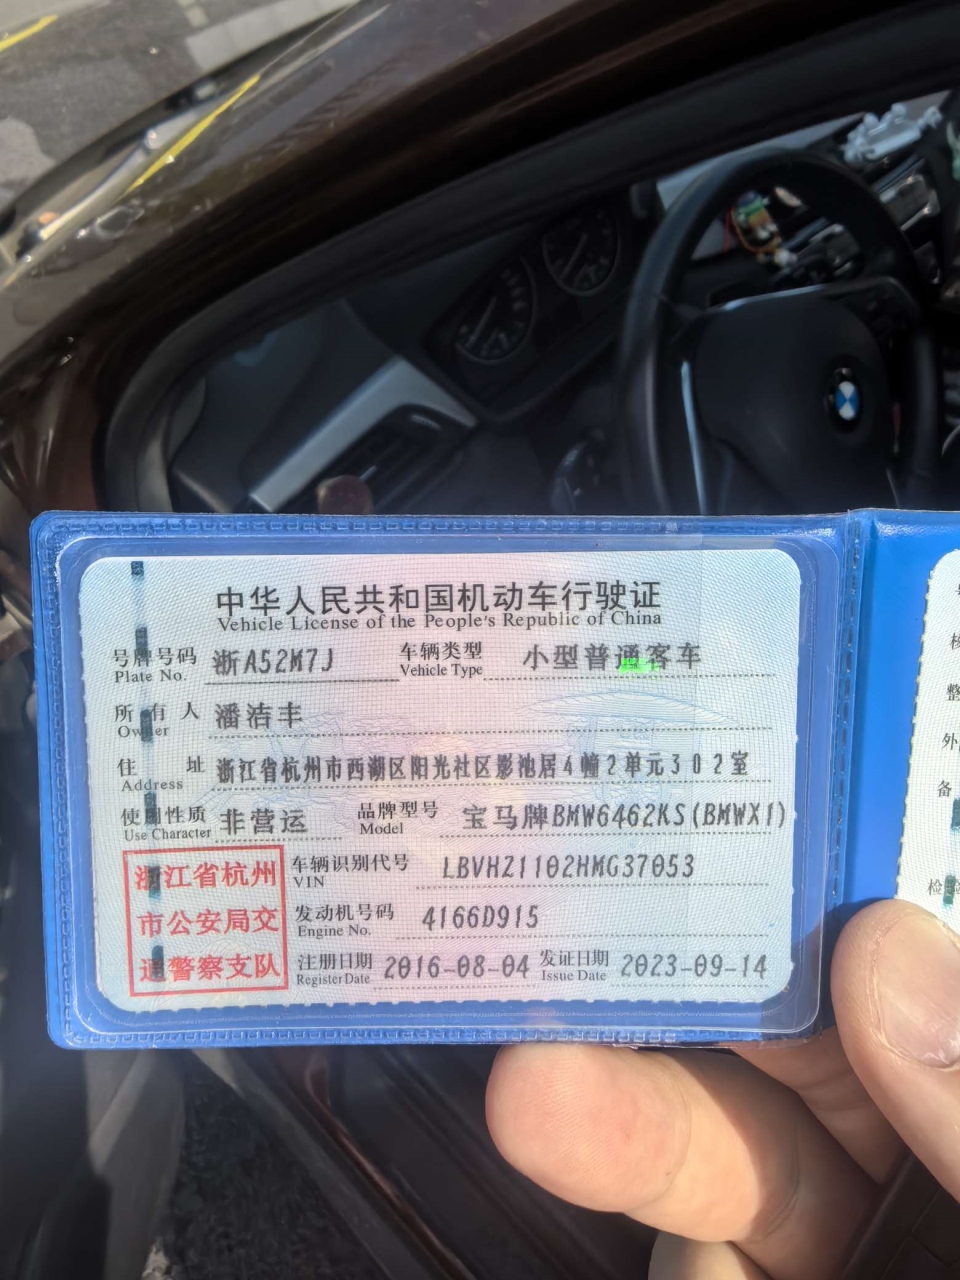 中华人民共和国机动车行驶证
Vehicle License of the People's Republic of China
号牌号码 浙A52M7J 车辆类型 小型普通客车
Plate No. Vehicle Type
所有人 潘洁丰
Owner
住址 浙江省杭州市西湖区阳光社区影池居4幢2单元302室
Address
使用性质 非营运 品牌型号 宝马牌BMW6462KS(BMWX1)
Use Character Model
浙江省杭州
市公安局交
通警察支队
车辆识别代号 LBVHZ1102HMG37053
VIN
发动机号码 4166D915
Engine No.
注册日期 2016-08-04 发证日期 2023-09-14
Register Date Issue Date
核
整
外
备
检